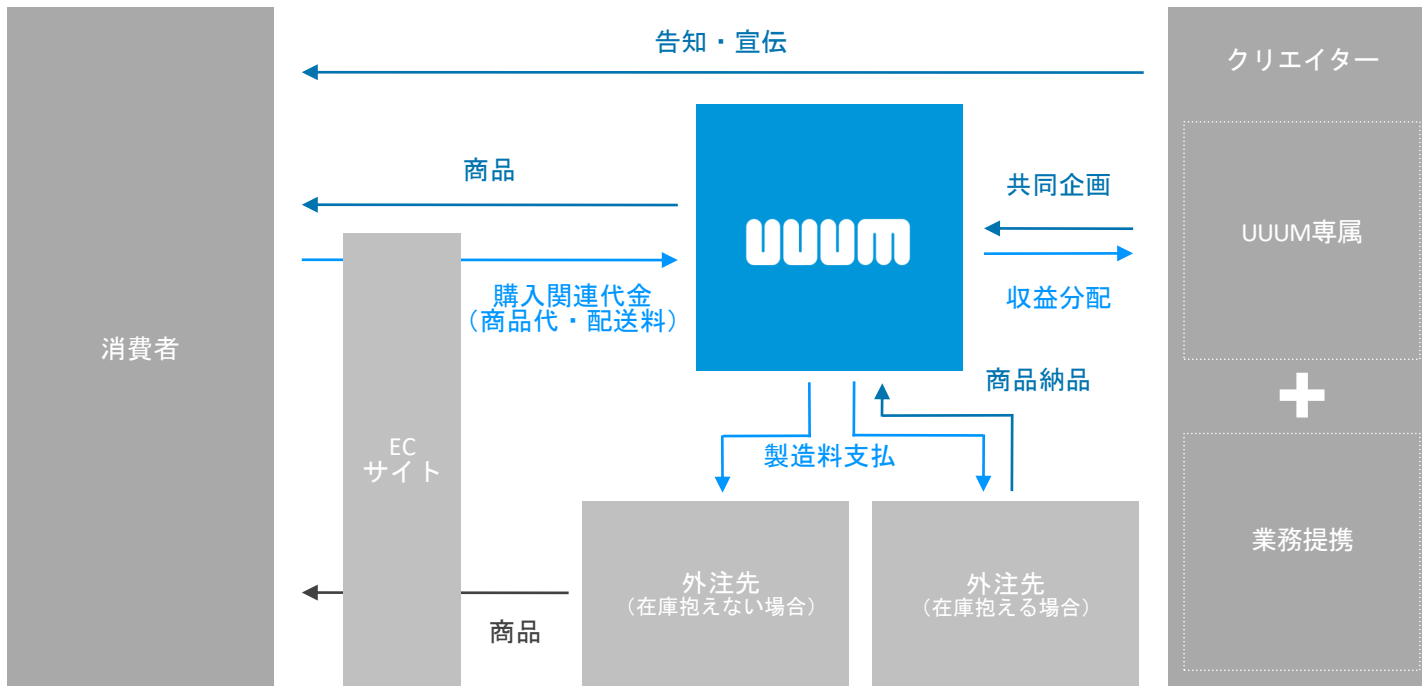 告知・宣伝
クリエイター
商品
共同企画
UUUM
UUUM専属
購入関連代金
（商品代・配送料）
収益分配
消費者
商品納品
EC
サイト
製造料支払
業務提携
外注先
（在庫抱えない場合）
外注先
（在庫抱える場合）
商品